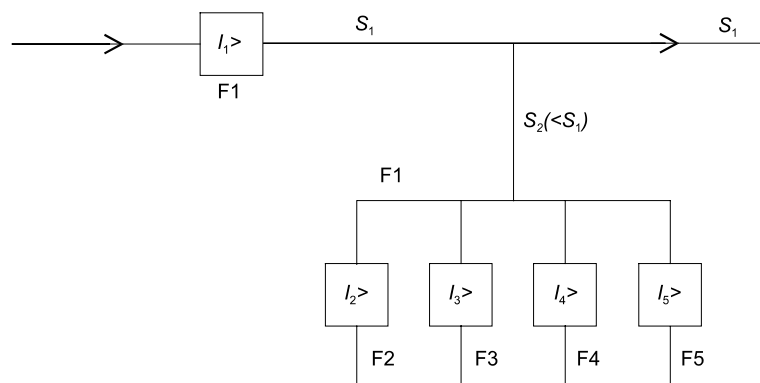 S₁ S₁
I₁>
F1
S₂(<S₁)
F1
I₂> I₃> I₄> I₅>
F2 F3 F4 F5